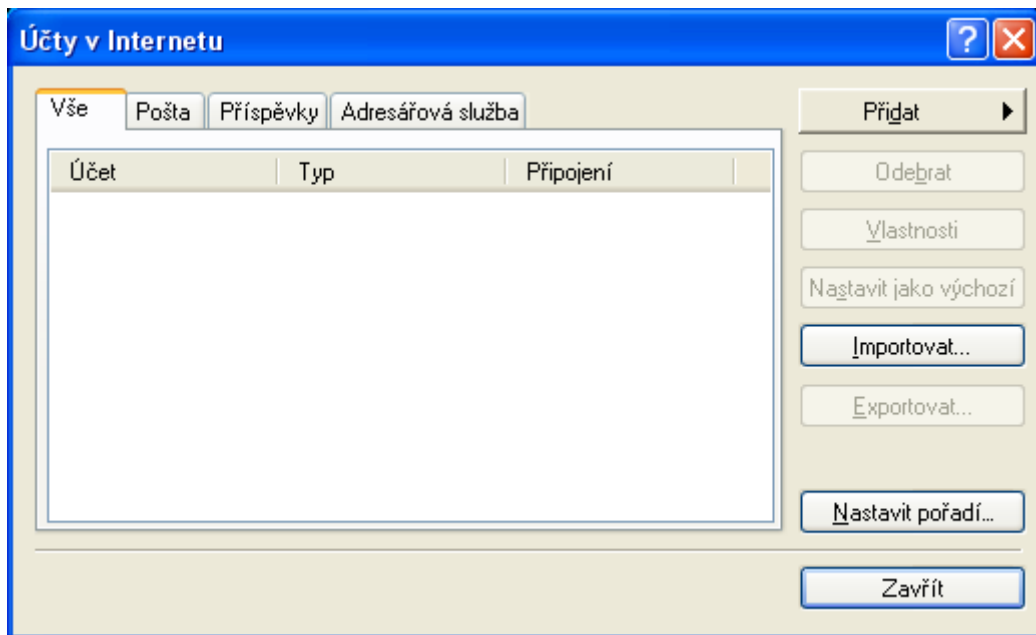 Účty v Internetu
Vše Pošta Příspěvky Adresářová služba
Účet Typ Připojení
Přidat
Odebrat
Vlastnosti
Nastavit jako výchozí
Importovat...
Exportovat...
Nastavit pořadí...
Zavřít